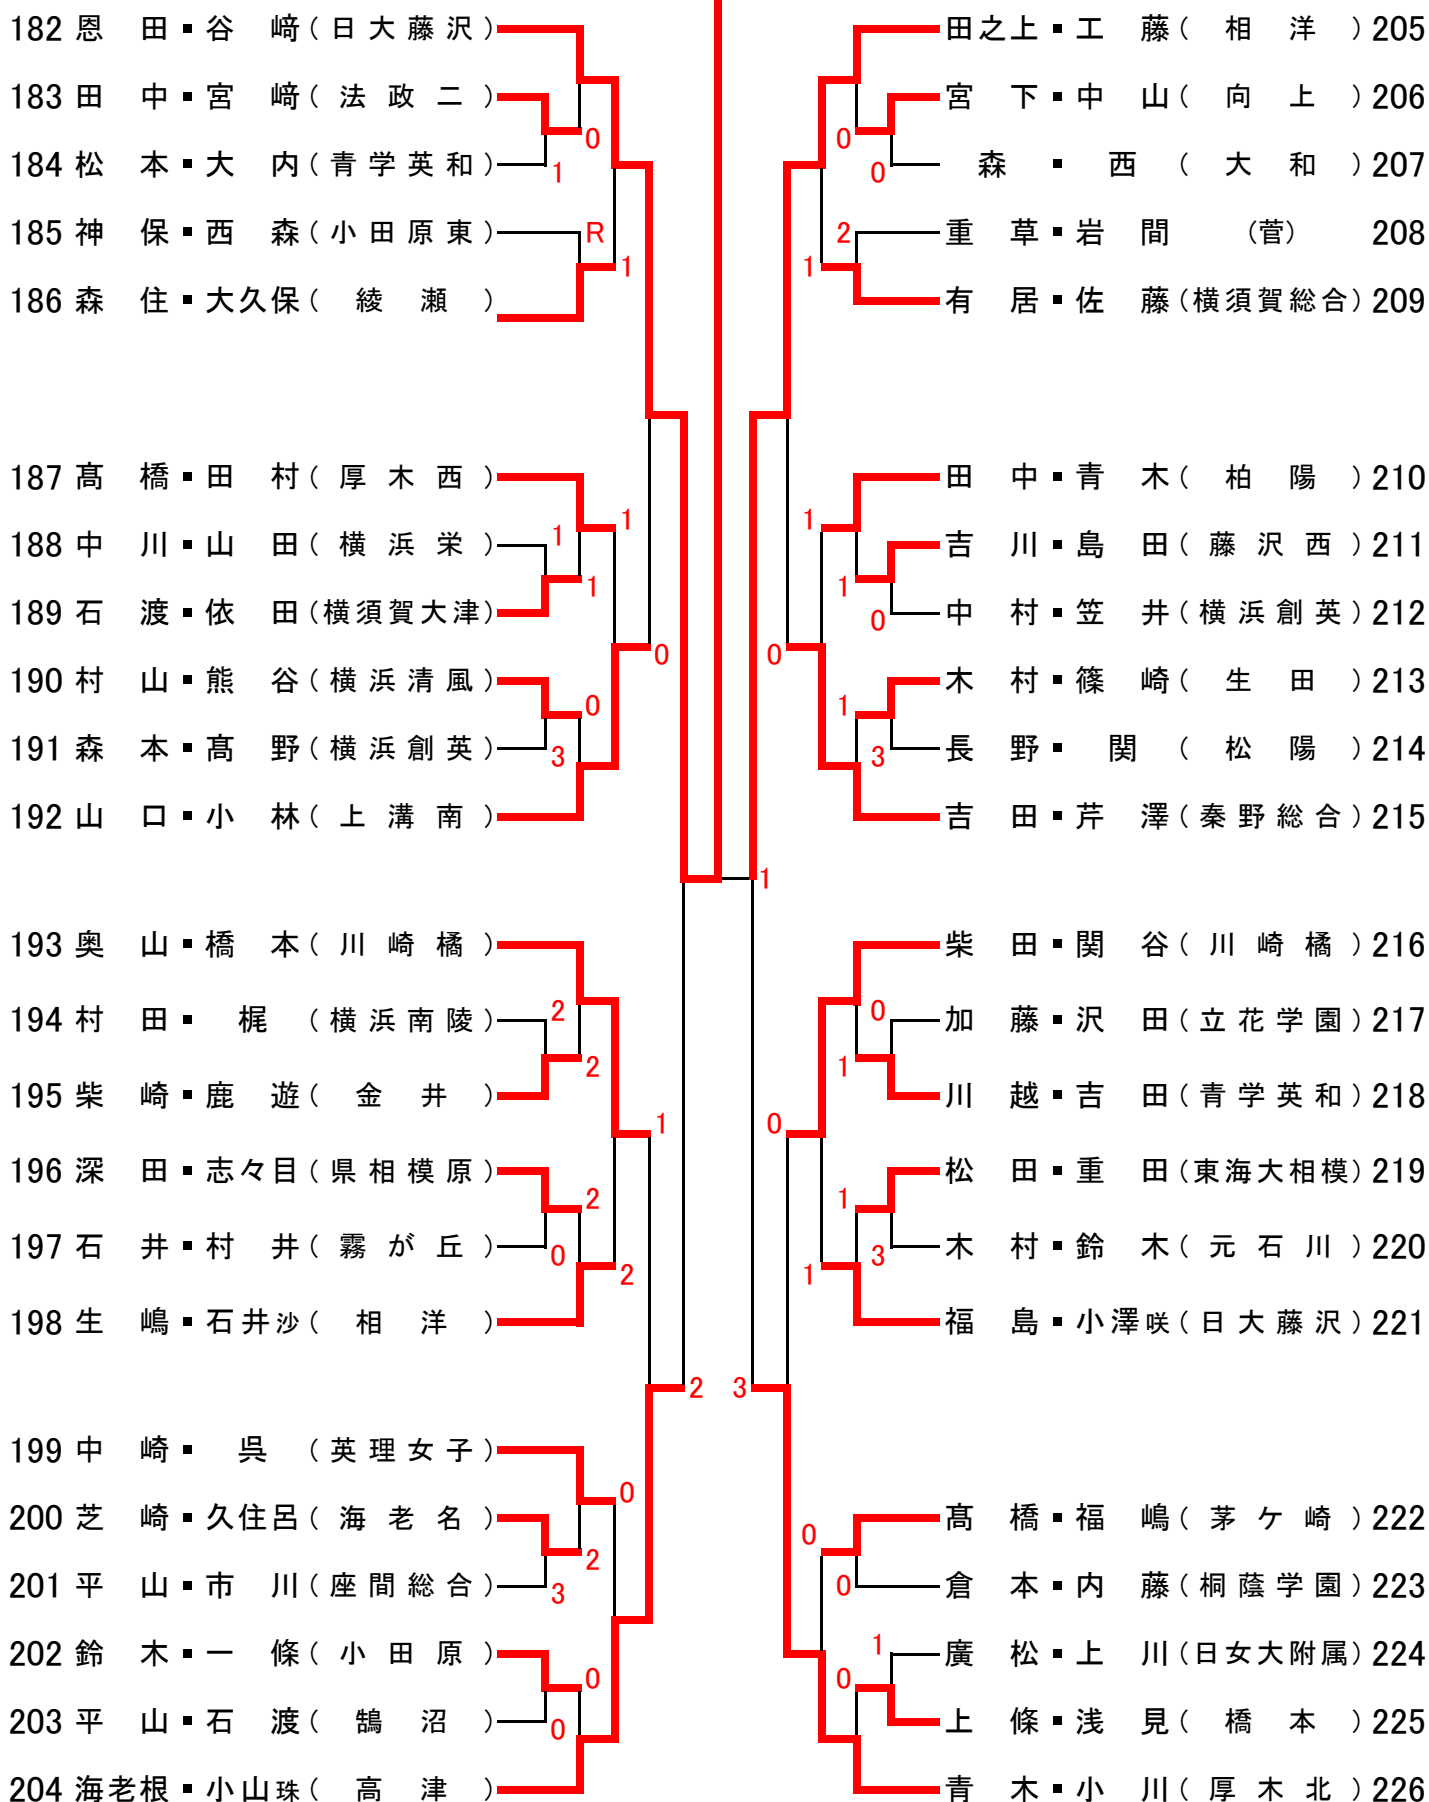 182 恩田・谷﨑(日大藤沢)
183 田中・宮﨑(法政二)
0
184 松本・大内(青学英和)
1
185 神保・西森(小田原東)
R
1
186 森住・大久保(綾瀬)
187 髙橋・田村(厚木西)
1
188 中川・山田(横浜栄)
1
1
189 石渡・依田(横須賀大津)
0
190 村山・熊谷(横浜清風)
0
191 森本・髙野(横浜創英)
3
192 山口・小林(上溝南)
193 奥山・橋本(川崎橘)
194 村田・梶(横浜南陵)
2
2
195 柴崎・鹿遊(金井)
1
196 深田・志々目(県相模原)
2
197 石井・村井(霧が丘)
0
2
198 生嶋・石井沙(相洋)
2
199 中崎・呉(英理女子)
0
200 芝崎・久住呂(海老名)
2
201 平山・市川(座間総合)
3
202 鈴木・一條(小田原)
0
203 平山・石渡(鵠沼)
0
204 海老根・小山珠(高津)
田之上・工藤(相洋)205
宮下・中山(向上)206
0
森・西(大和)207
0
重草・岩間(菅)208
2
1
有居・佐藤(横須賀総合)209
田中・青木(柏陽)210
1
吉川・島田(藤沢西)211
1
中村・笠井(横浜創英)212
0
0
木村・篠崎(生田)213
1
長野・関(松陽)214
3
吉田・芹澤(秦野総合)215
1
柴田・関谷(川崎橘)216
0
加藤・沢田(立花学園)217
1
川越・吉田(青学英和)218
0
松田・重田(東海大相模)219
1
木村・鈴木(元石川)220
3
1
福島・小澤咲(日大藤沢)221
3
髙橋・福嶋(茅ケ崎)222
0
倉本・内藤(桐蔭学園)223
0
廣松・上川(日女大附属)224
1
0
上條・浅見(橋本)225
青木・小川(厚木北)226